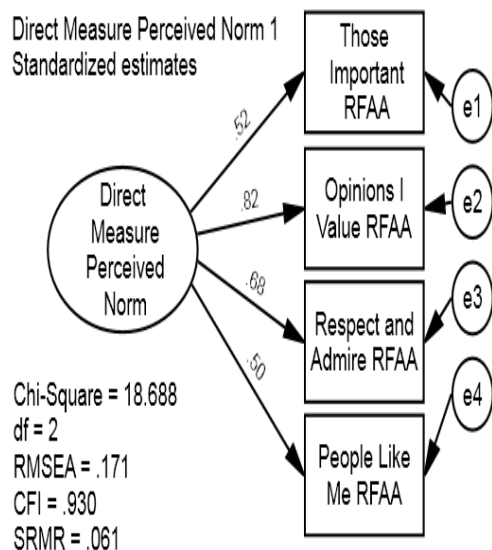 Direct Measure Perceived Norm 1
Standardized estimates
Those
Important
RFAA
e1
.52
Opinions I
Value RFAA
e2
.82
Direct
Measure
Perceived
Norm
Respect and
Admire RFAA
e3
.68
People Like
Me RFAA
e4
.50
Chi-Square = 18.688
df = 2
RMSEA = .171
CFI = .930
SRMR = .061